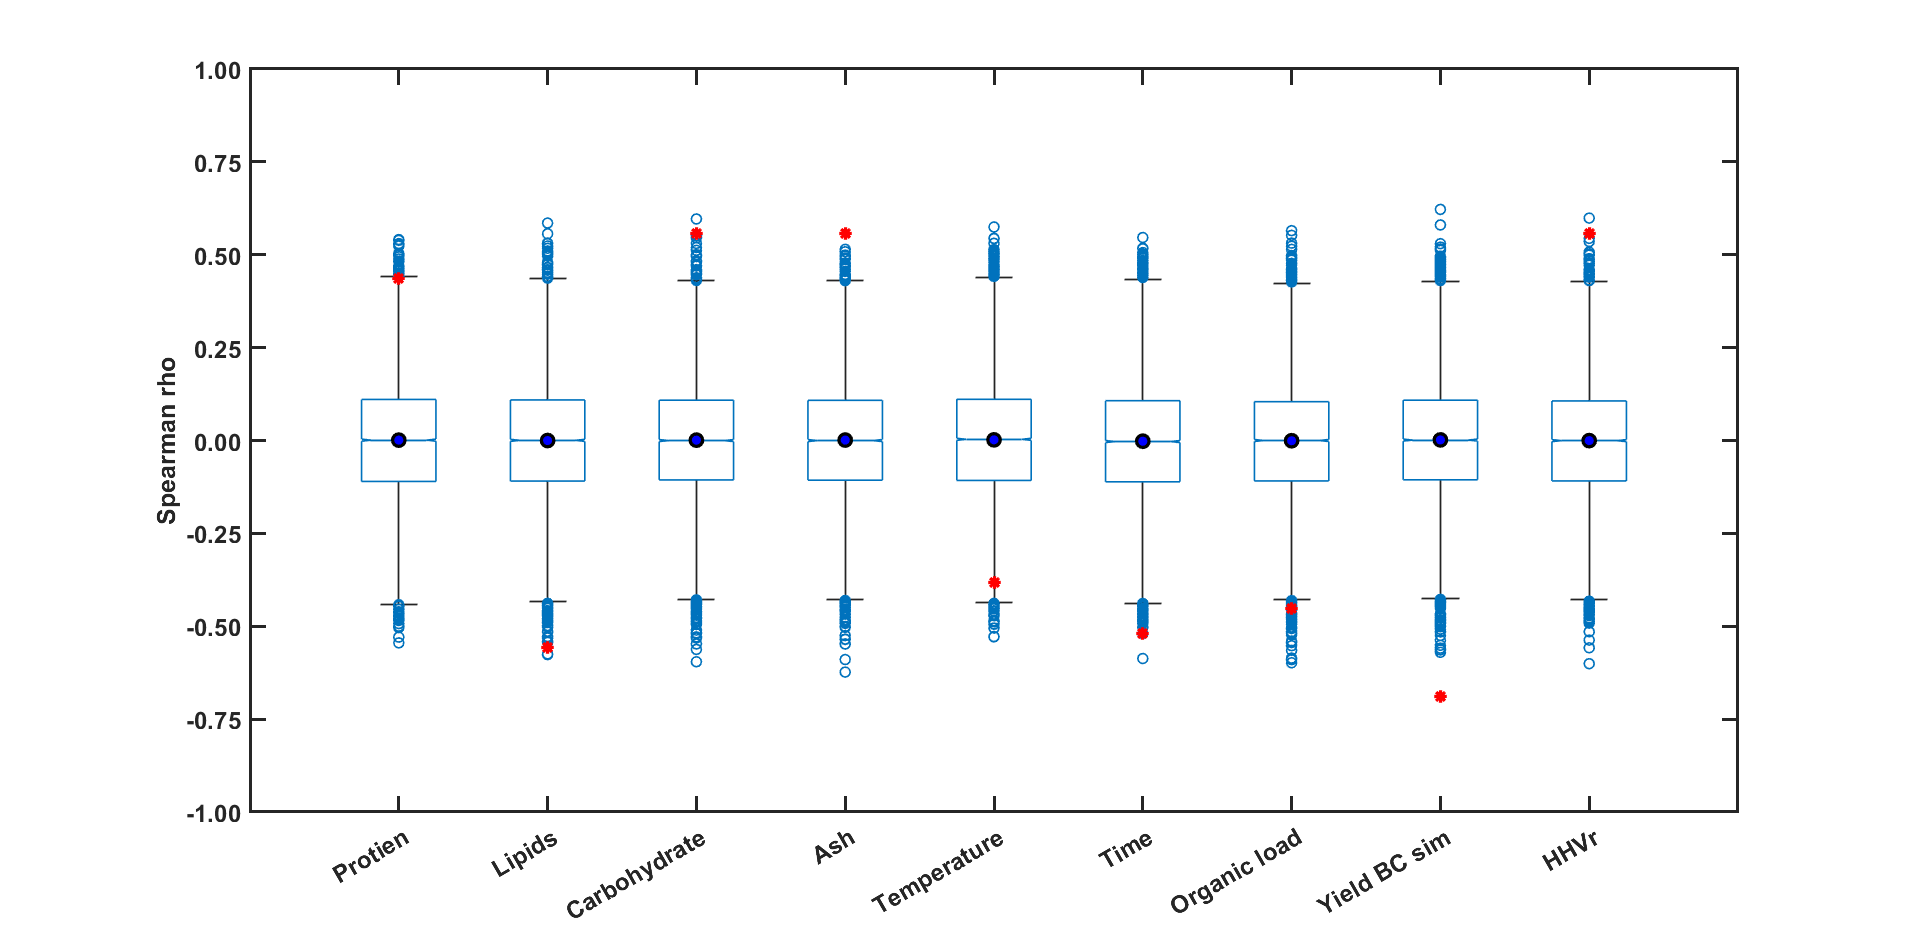 1.00
0.75
0.50
0.25
0.00
-0.25
-0.50
-0.75
-1.00
Spearman rho
Protien
Lipids
Carbohydrate
Ash
Temperature
Time
Organic load
Yield BC sim
HHVr